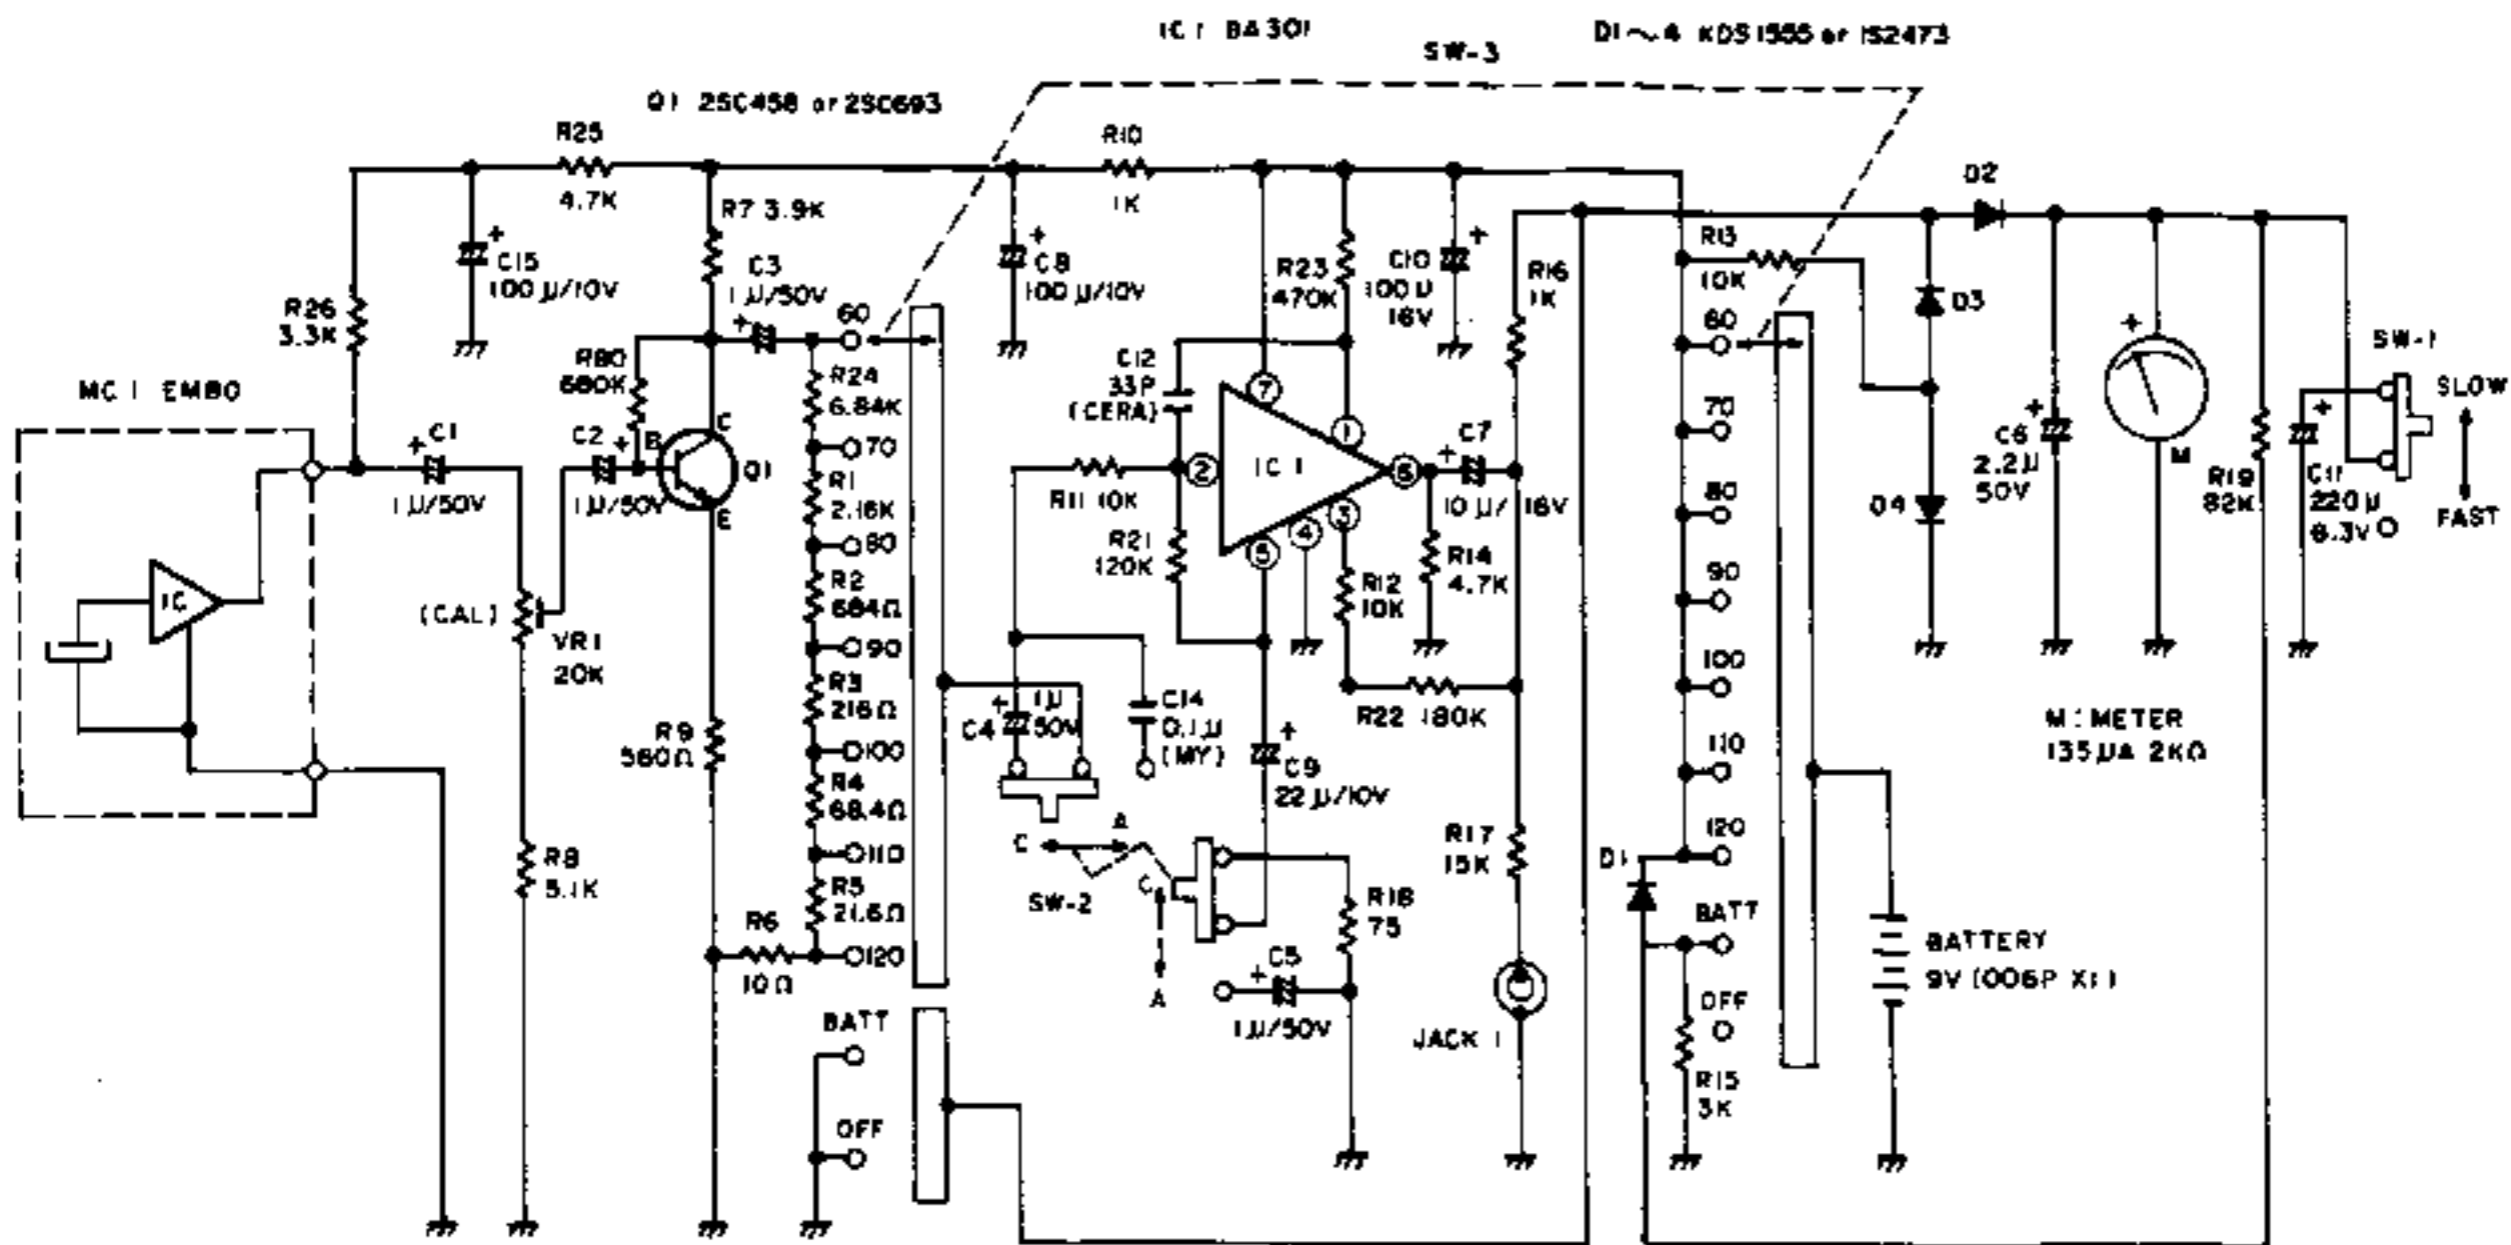 IC1 BA301
D1~4 KDS1555 or 1S2473
SW-3
Q1 2SC458 or 2SC693
R25
4.7K
R10
1K
D2
R7 3.9K
C15
100μ/10V
C3
1μ/50V
C8
100μ/10V
R23
470K
C10
100μ
16V
R16
1K
R13
10K
D3
R26
3.3K
60
60
R80
680K
C12
33P
(CERA)
SW-1
SLOW
FAST
MC1 EM80
R24
6.84K
70
70
C1
1μ/50V
C2
1μ/50V
B
C
E
Q1
7
1
2
IC1
6
3
4
5
C7
10μ/16V
R1
2.16K
80
80
R11 10K
C6
2.2μ
50V
M
R19
82K
C11
220μ
6.3V
D4
R21
120K
R12
10K
R14
4.7K
IC
(CAL)
VR1
20K
R2
684Ω
90
90
R3
216Ω
100
100
C4
1μ
50V
C14
0.1μ
(MY)
R22 180K
M:METER
135μA 2KΩ
R9
560Ω
C9
22μ/10V
110
R4
68.4Ω
110
C
A
SW-2
C
A
R17
15K
120
D1
R8
5.1K
R5
21.6Ω
R18
75
R6
10Ω
120
BATT
BATTERY
9V (006P X1)
C5
1μ/50V
OFF
BATT
JACK 1
R15
3K
OFF